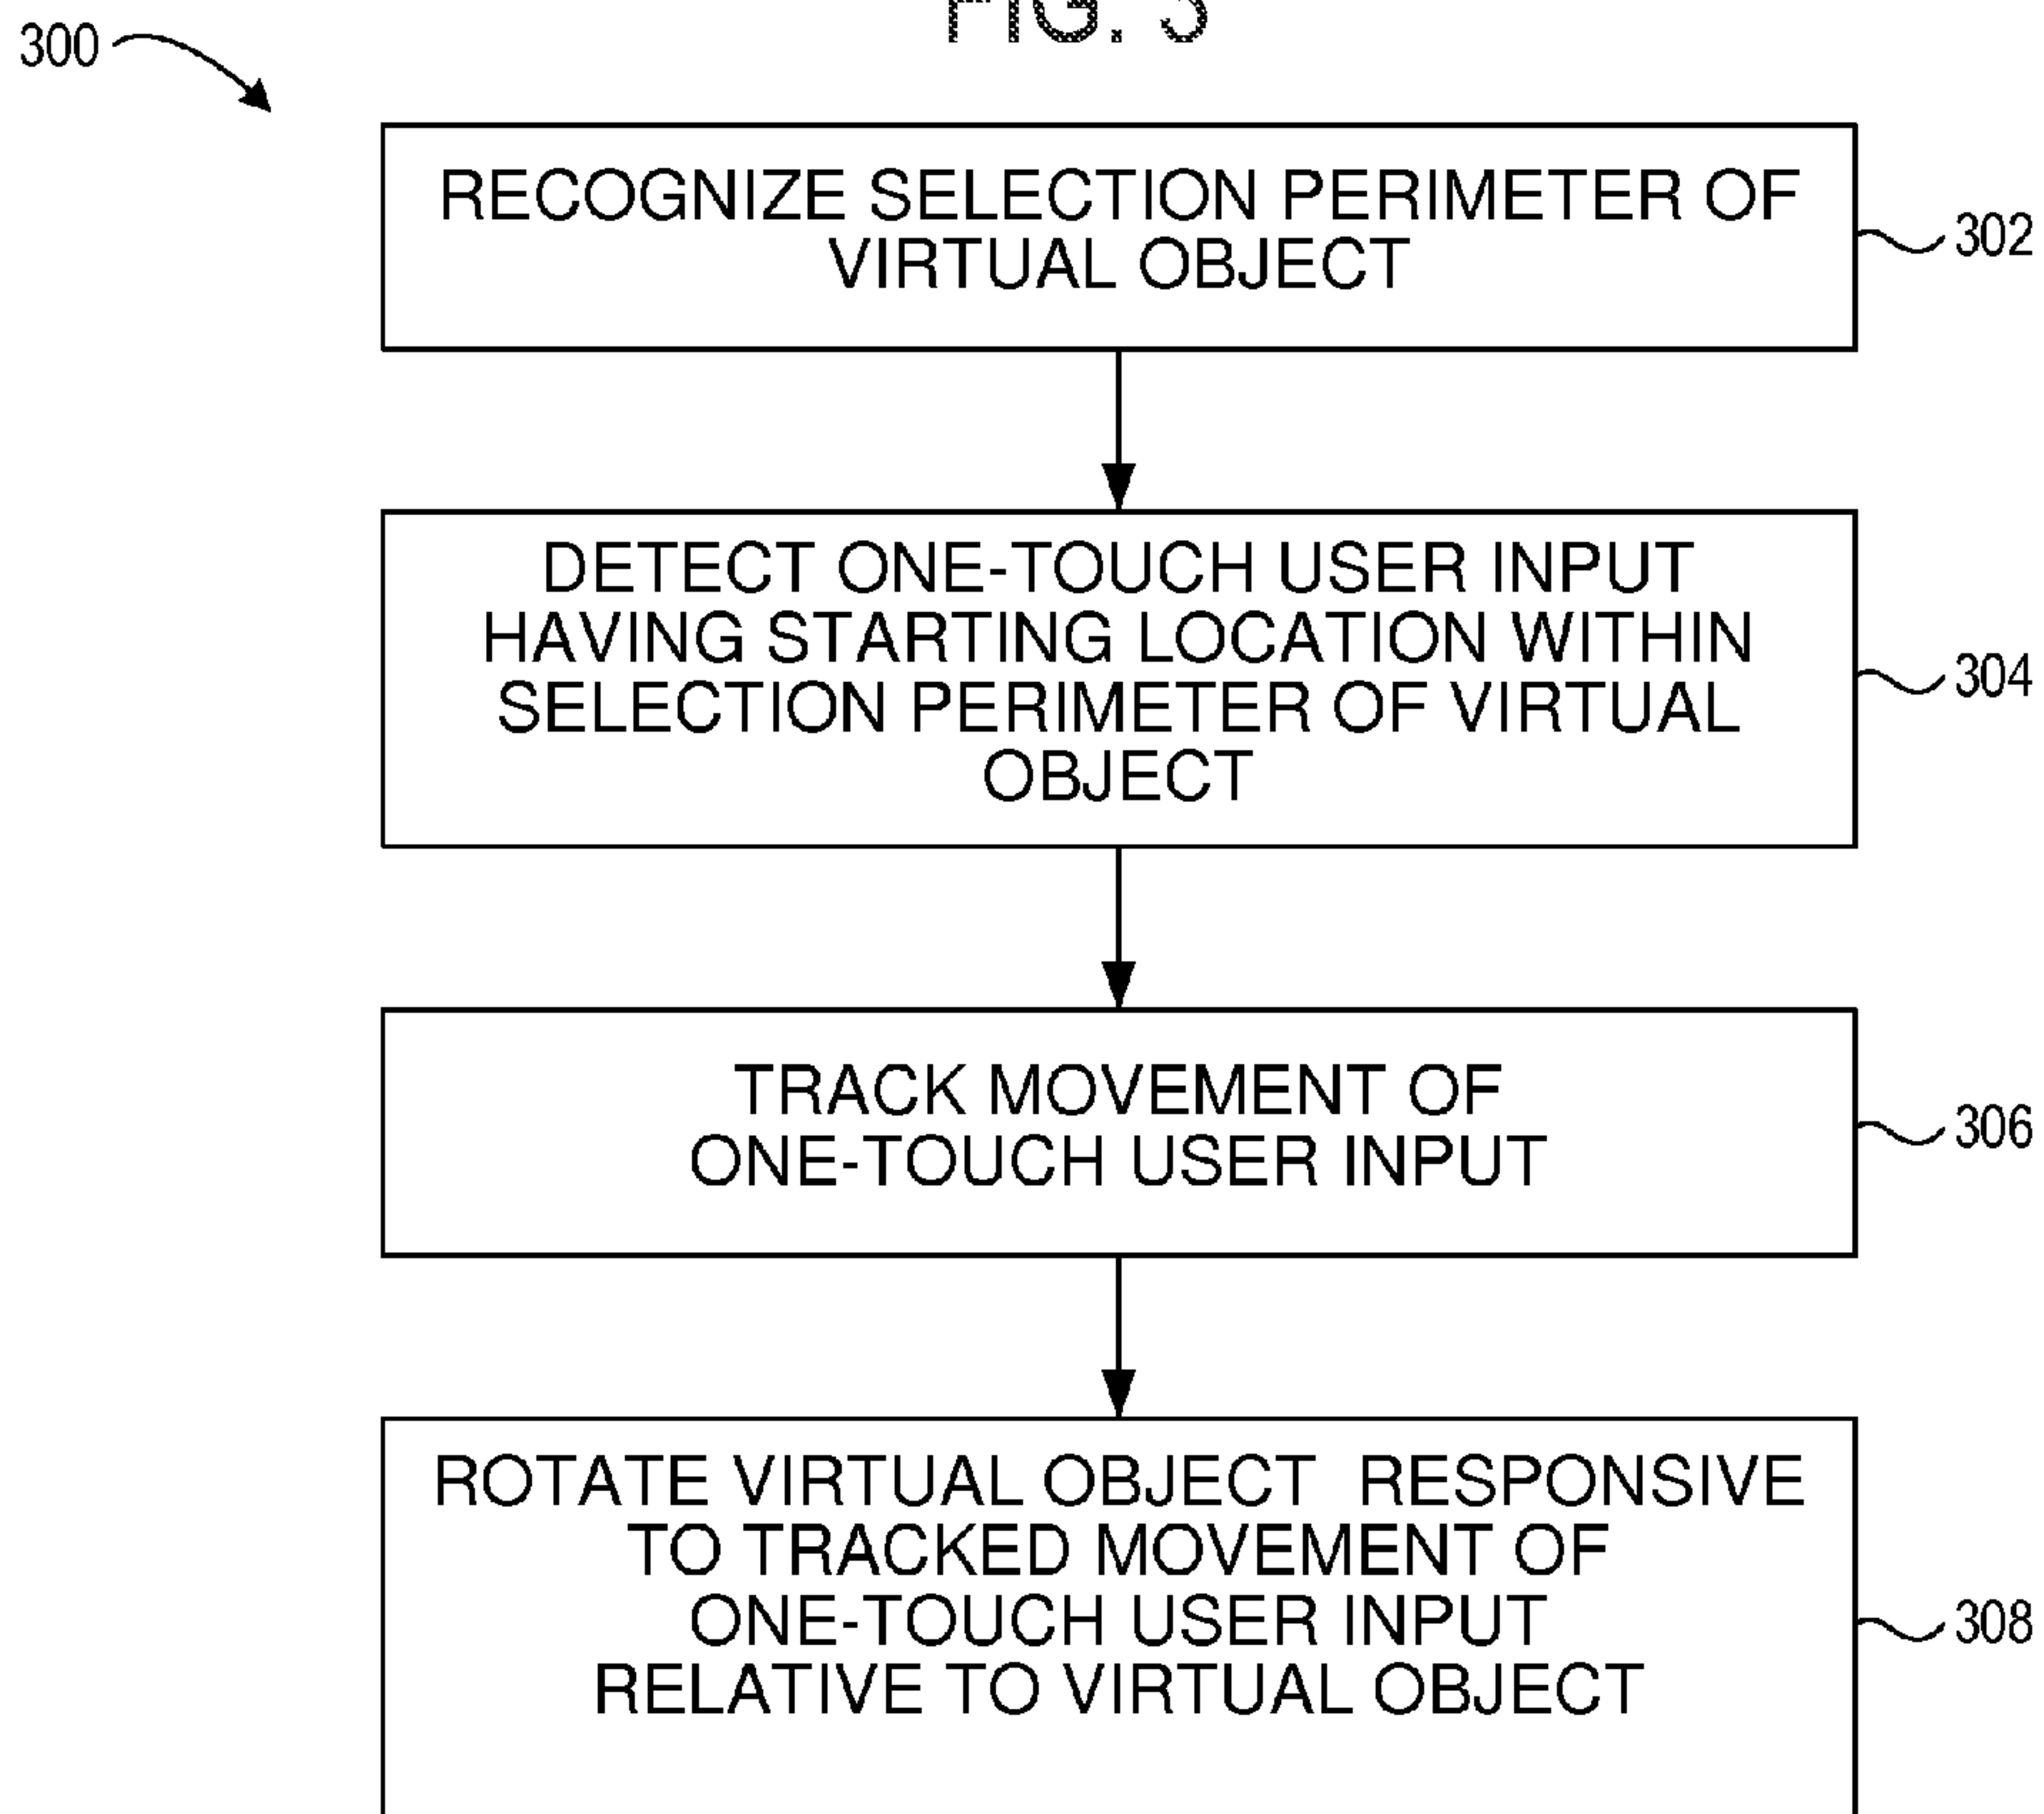 FIG. 3
300
RECOGNIZE SELECTION PERIMETER OF
VIRTUAL OBJECT
302
DETECT ONE-TOUCH USER INPUT
HAVING STARTING LOCATION WITHIN
SELECTION PERIMETER OF VIRTUAL
OBJECT
304
TRACK MOVEMENT OF
ONE-TOUCH USER INPUT
306
ROTATE VIRTUAL OBJECT RESPONSIVE
TO TRACKED MOVEMENT OF
ONE-TOUCH USER INPUT
RELATIVE TO VIRTUAL OBJECT
308